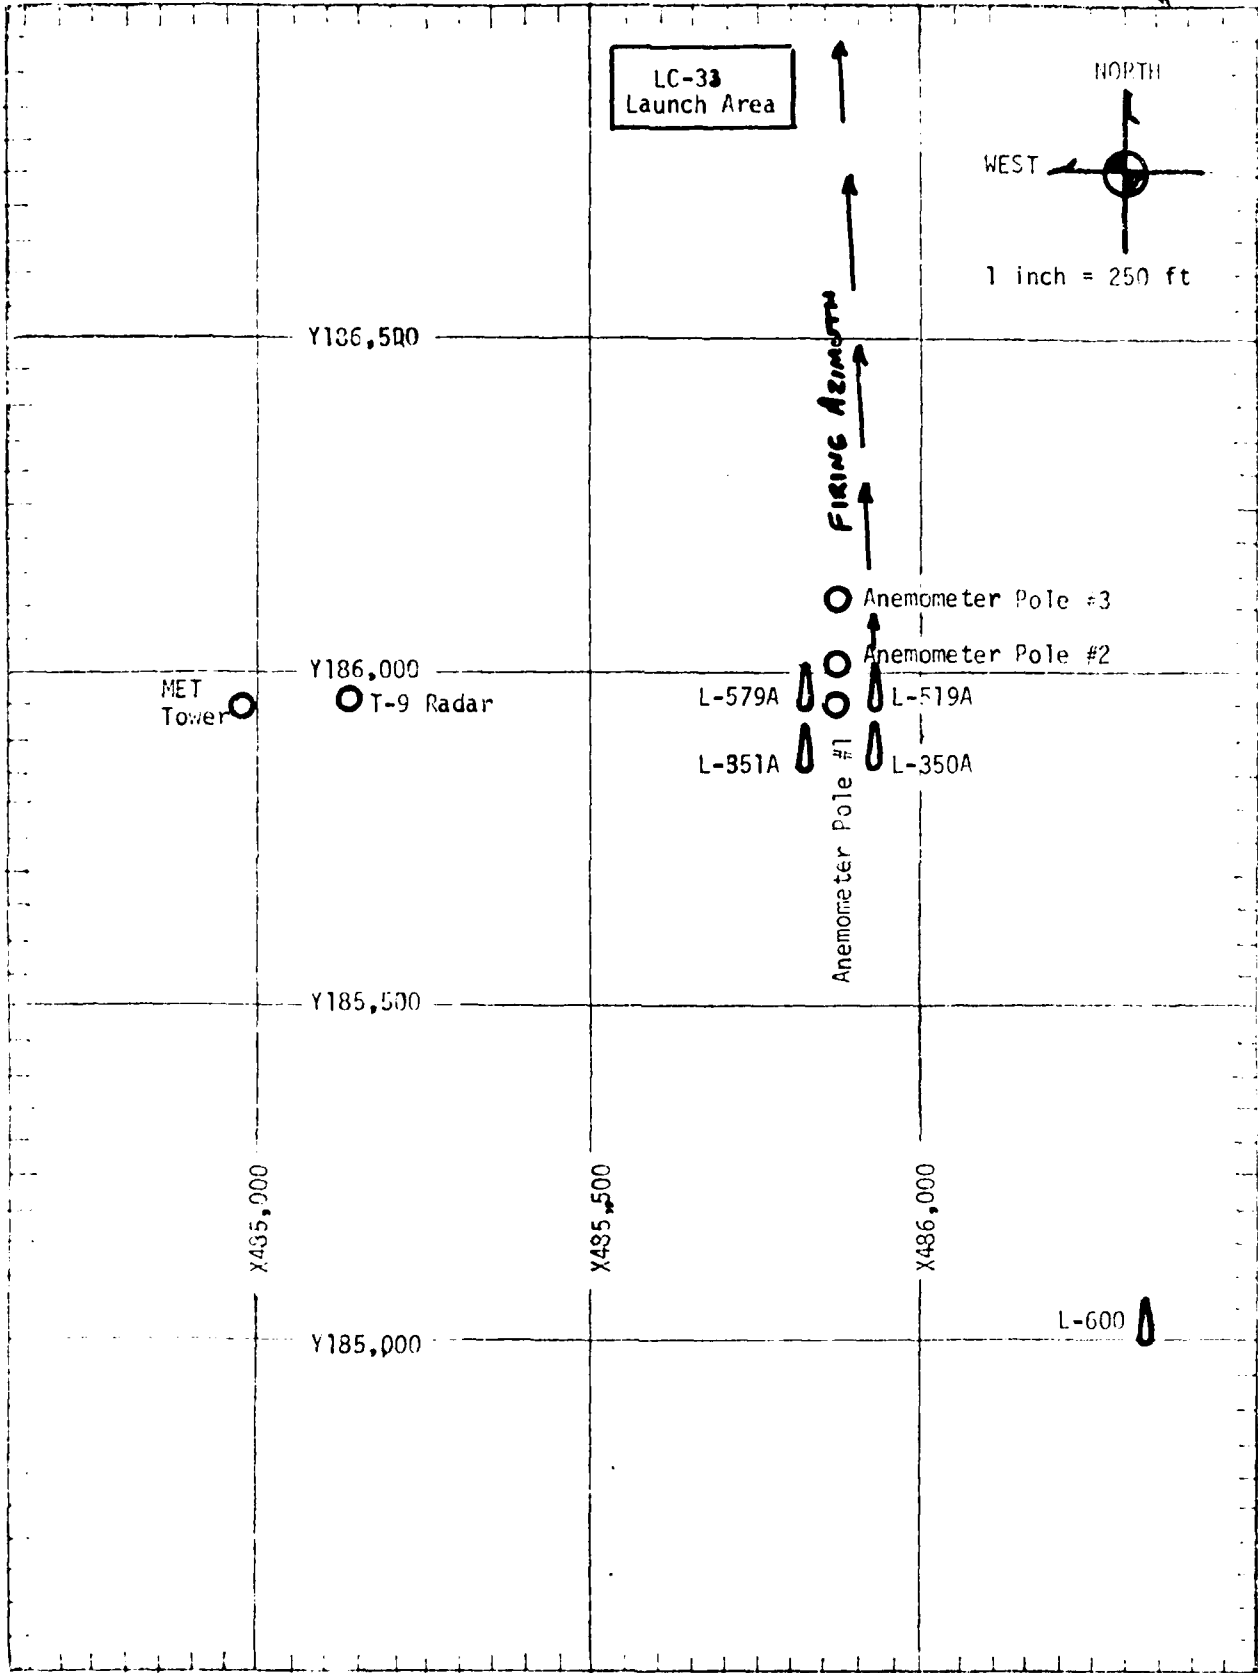 LC-33
Launch Area
NORTH
WEST
1 inch = 250 ft
Y186,500
FIRING AZIMUTH
Anemometer Pole #3
Anemometer Pole #2
Y186,000
MET
Tower
T-9 Radar
L-579A
L-519A
L-351A
L-350A
Anemometer Pole #1
Y185,500
X485,000
X485,500
X486,000
L-600
Y185,000